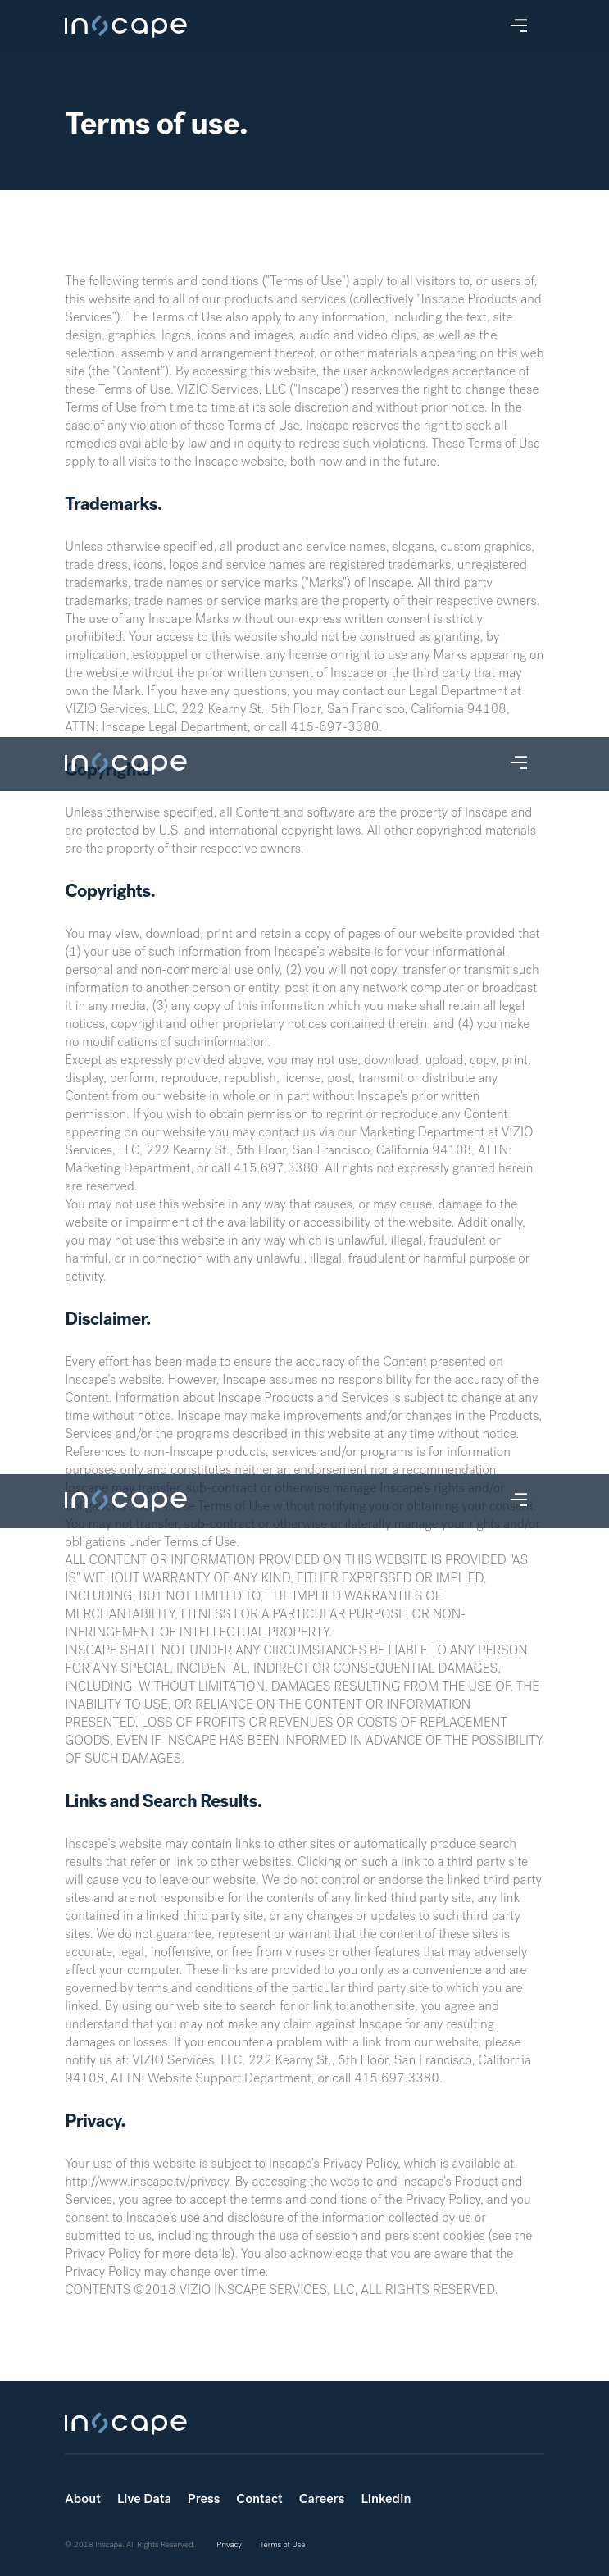 inscape
Terms of use.
The following terms and conditions ("Terms of Use") apply to all visitors to, or users of,
this website and to all of our products and services (collectively "Inscape Products and
Services"). The Terms of Use also apply to any information, including the text, site
design, graphics, logos, icons and images, audio and video clips, as well as the
selection, assembly and arrangement thereof, or other materials appearing on this web
site (the "Content"). By accessing this website, the user acknowledges acceptance of
these Terms of Use. VIZIO Services, LLC ("Inscape") reserves the right to change these
Terms of Use from time to time at its sole discretion and without prior notice. In the
case of any violation of these Terms of Use, Inscape reserves the right to seek all
remedies available by law and in equity to redress such violations. These Terms of Use
apply to all visits to the Inscape website, both now and in the future.
Trademarks.
Unless otherwise specified, all product and service names, slogans, custom graphics,
trade dress, icons, logos and service names are registered trademarks, unregistered
trademarks, trade names or service marks ("Marks") of Inscape. All third party
trademarks, trade names or service marks are the property of their respective owners.
The use of any Inscape Marks without our express written consent is strictly
prohibited. Your access to this website should not be construed as granting, by
implication, estopppel or otherwise, any license or right to use any Marks appearing on
the website without the prior written consent of Inscape or the third party that may
own the Mark. If you have any questions, you may contact our Legal Department at
VIZIO Services, LLC, 222 Kearny St., 5th Floor, San Francisco, California 94108,
ATTN: Inscape Legal Department, or call 415-697-3380.
inscape
Copyrights.
Unless otherwise specified, all Content and software are the property of Inscape and
are protected by U.S. and international copyright laws. All other copyrighted materials
are the property of their respective owners.
Copyrights.
You may view, download, print and retain a copy of pages of our website provided that
(1) your use of such information from Inscape's website is for your informational,
personal and non-commercial use only, (2) you will not copy, transfer or transmit such
information to another person or entity, post it on any network computer or broadcast
it in any media, (3) any copy of this information which you make shall retain all legal
notices, copyright and other proprietary notices contained therein, and (4) you make
no modifications of such information.
Except as expressly provided above, you may not use, download, upload, copy, print,
display, perform, reproduce, republish, license, post, transmit or distribute any
Content from our website in whole or in part without Inscape's prior written
permission. If you wish to obtain permission to reprint or reproduce any Content
appearing on our website you may contact us via our Marketing Department at VIZIO
Services, LLC, 222 Kearny St., 5th Floor, San Francisco, California 94108, ATTN:
Marketing Department, or call 415.697.3380. All rights not expressly granted herein
are reserved.
You may not use this website in any way that causes, or may cause, damage to the
website or impairment of the availability or accessibility of the website. Additionally,
you may not use this website in any way which is unlawful, illegal, fraudulent or
harmful, or in connection with any unlawful, illegal, fraudulent or harmful purpose or
activity.
Disclaimer.
Every effort has been made to ensure the accuracy of the Content presented on
Inscape's website. However, Inscape assumes no responsibility for the accuracy of the
Content. Information about Inscape Products and Services is subject to change at any
time without notice. Inscape may make improvements and/or changes in the Products,
Services and/or the programs described in this website at any time without notice.
References to non-Inscape products, services and/or programs is for information
purposes only and constitutes neither an endorsement nor a recommendation.
Inscape may transfer, sub-contract or otherwise manage Inscape's rights and/or
inscape
Terms of Use without notifying you or obtaining your consent.
You may not transfer, sub-contract or otherwise unilaterally manage your rights and/or
obligations under Terms of Use.
ALL CONTENT OR INFORMATION PROVIDED ON THIS WEBSITE IS PROVIDED "AS
IS" WITHOUT WARRANTY OF ANY KIND, EITHER EXPRESSED OR IMPLIED,
INCLUDING, BUT NOT LIMITED TO, THE IMPLIED WARRANTIES OF
MERCHANTABILITY, FITNESS FOR A PARTICULAR PURPOSE, OR NON-
INFRINGEMENT OF INTELLECTUAL PROPERTY.
INSCAPE SHALL NOT UNDER ANY CIRCUMSTANCES BE LIABLE TO ANY PERSON
FOR ANY SPECIAL, INCIDENTAL, INDIRECT OR CONSEQUENTIAL DAMAGES,
INCLUDING, WITHOUT LIMITATION, DAMAGES RESULTING FROM THE USE OF, THE
INABILITY TO USE, OR RELIANCE ON THE CONTENT OR INFORMATION
PRESENTED, LOSS OF PROFITS OR REVENUES OR COSTS OF REPLACEMENT
GOODS, EVEN IF INSCAPE HAS BEEN INFORMED IN ADVANCE OF THE POSSIBILITY
OF SUCH DAMAGES.
Links and Search Results.
Inscape's website may contain links to other sites or automatically produce search
results that refer or link to other websites. Clicking on such a link to a third party site
will cause you to leave our website. We do not control or endorse the linked third party
sites and are not responsible for the contents of any linked third party site, any link
contained in a linked third party site, or any changes or updates to such third party
sites. We do not guarantee, represent or warrant that the content of these sites is
accurate, legal, inoffensive, or free from viruses or other features that may adversely
affect your computer. These links are provided to you only as a convenience and are
governed by terms and conditions of the particular third party site to which you are
linked. By using our web site to search for or link to another site, you agree and
understand that you may not make any claim against Inscape for any resulting
damages or losses. If you encounter a problem with a link from our website, please
notify us at: VIZIO Services, LLC, 222 Kearny St., 5th Floor, San Francisco, California
94108, ATTN: Website Support Department, or call 415.697.3380.
Privacy.
Your use of this website is subject to Inscape's Privacy Policy, which is available at
http://www.inscape.tv/privacy. By accessing the website and Inscape's Product and
Services, you agree to accept the terms and conditions of the Privacy Policy, and you
consent to Inscape's use and disclosure of the information collected by us or
submitted to us, including through the use of session and persistent cookies (see the
Privacy Policy for more details). You also acknowledge that you are aware that the
Privacy Policy may change over time.
CONTENTS ©2018 VIZIO INSCAPE SERVICES, LLC, ALL RIGHTS RESERVED.
inscape
About Live Data Press Contact Careers LinkedIn
© 2018 Inscape. All Rights Reserved. Privacy Terms of Use